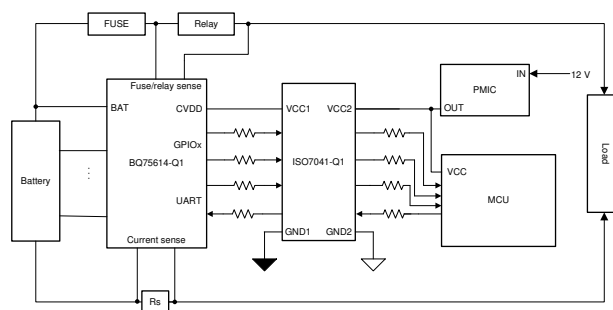 FUSE
Relay
Fuse/relay sense
BAT
CVDD
GPIOx
BQ75614-Q1
UART
Current sense
Battery
Rs
VCC1
VCC2
ISO7041-Q1
GND1
GND2
PMIC
IN
OUT
12 V
VCC
MCU
Load